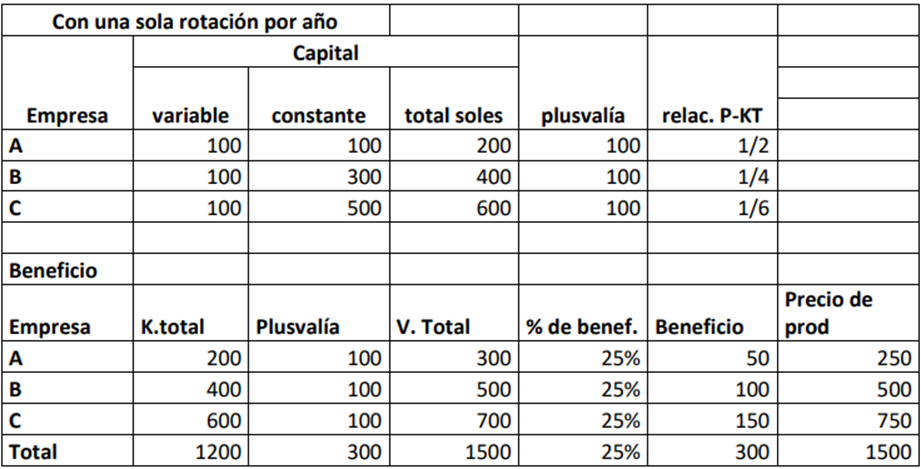 Con una sola rotación por año
Capital
Empresa variable constante total soles plusvalía relac. P-KT
A 100 100 200 100 1/2
B 100 300 400 100 1/4
C 100 500 600 100 1/6
Beneficio
Empresa K.total Plusvalía V. Total % de benef. Beneficio Precio de prod
A 200 100 300 25% 50 250
B 400 100 500 25% 100 500
C 600 100 700 25% 150 750
Total 1200 300 1500 25% 300 1500